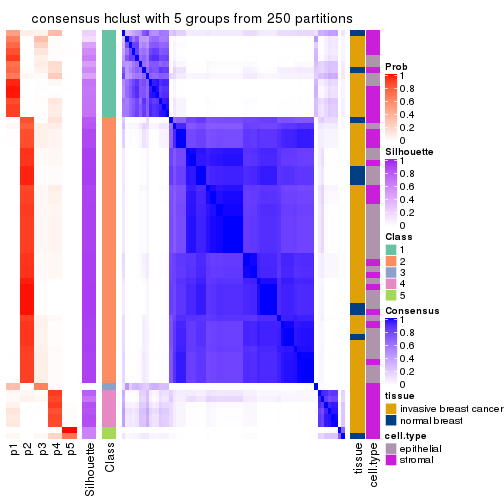 consensus hclust with 5 groups from 250 partitions
Prob
1
0.8
0.6
0.4
0.2
0
Silhouette
1
0.8
0.6
0.4
0.2
0
Class
1
2
3
4
5
Consensus
1
0.8
0.6
0.4
0.2
0
tissue
invasive breast cancer
normal breast
cell.type
epithelial
stromal
p1
p2
p3
p4
p5
Silhouette
Class
tissue
cell.type